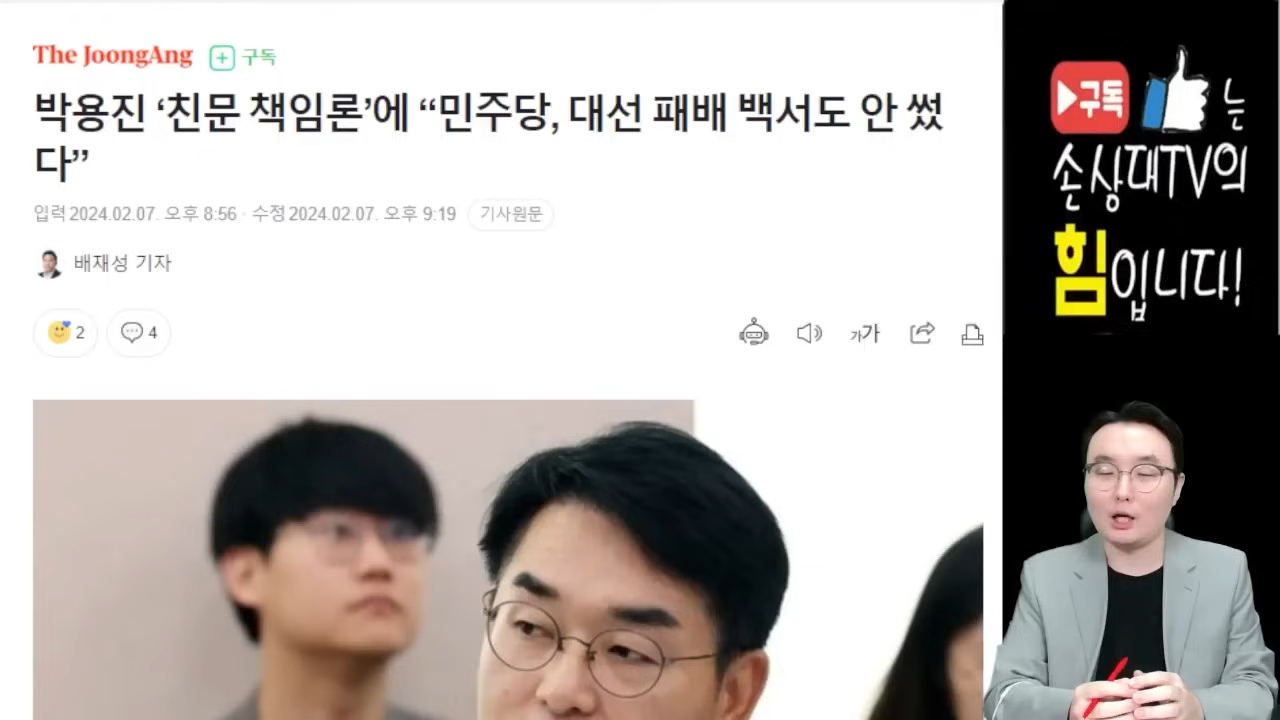 The JoongAng + 구독
박용진 ‘친문 책임론’에 “민주당, 대선 패배 백서도 안 썼
다”
입력 2024.02.07. 오후 8:56 · 수정 2024.02.07. 오후 9:19 기사원문
배재성 기자
2 4
가가
구독 는
손상대TV의
힘입니다!